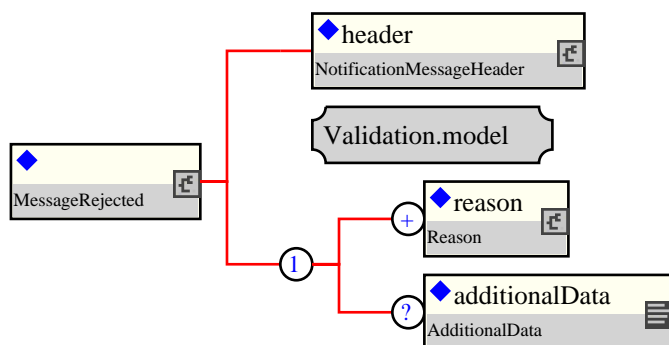 header
NotificationMessageHeader
Validation.model
MessageRejected
+
reason
Reason
1
?
additionalData
AdditionalData